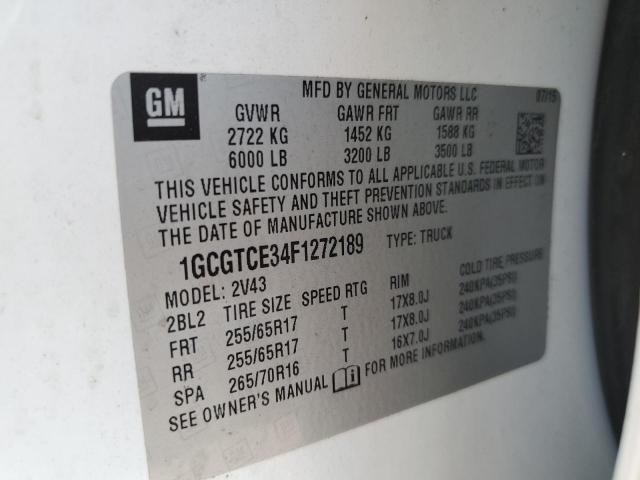 GM
MFD BY GENERAL MOTORS LLC 07/15
GVWR GAWR FRT GAWR RR
2722 KG 1452 KG 1588 KG
6000 LB 3200 LB 3500 LB
THIS VEHICLE CONFORMS TO ALL APPLICABLE U.S. FEDERAL MOTOR
VEHICLE SAFETY AND THEFT PREVENTION STANDARDS IN EFFECT ON
THE DATE OF MANUFACTURE SHOWN ABOVE.
1GCGTCE34F1272189 TYPE: TRUCK
MODEL: 2V43
2BL2 TIRE SIZE SPEED RTG RIM COLD TIRE PRESSURE
FRT 255/65R17 T 17X8.0J 240KPA(35PSI)
RR 255/65R17 T 17X8.0J 240KPA(35PSI)
SPA 265/70R16 T 16X7.0J 240KPA(35PSI)
SEE OWNER'S MANUAL FOR MORE INFORMATION.